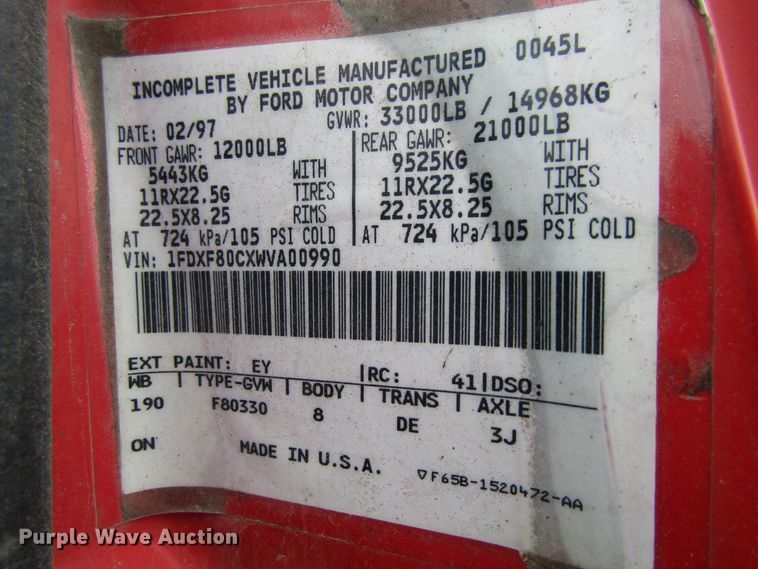 INCOMPLETE VEHICLE MANUFACTURED 0045L
BY FORD MOTOR COMPANY
DATE: 02/97 GVWR: 33000LB / 14968KG
FRONT GAWR: 12000LB REAR GAWR: 21000LB
5443KG WITH 9525KG WITH
11RX22.5G TIRES 11RX22.5G TIRES
22.5X8.25 RIMS 22.5X8.25 RIMS
AT 724 kPa/105 PSI COLD AT 724 kPa/105 PSI COLD
VIN: 1FDXF80CXWVA00990
EXT PAINT: EY RC: 41 DSO:
WB TYPE-GVW BODY TRANS AXLE
190 F80330 8 DE 3J
ON MADE IN U.S.A. F65B-1520472-AA
Purple Wave Auction